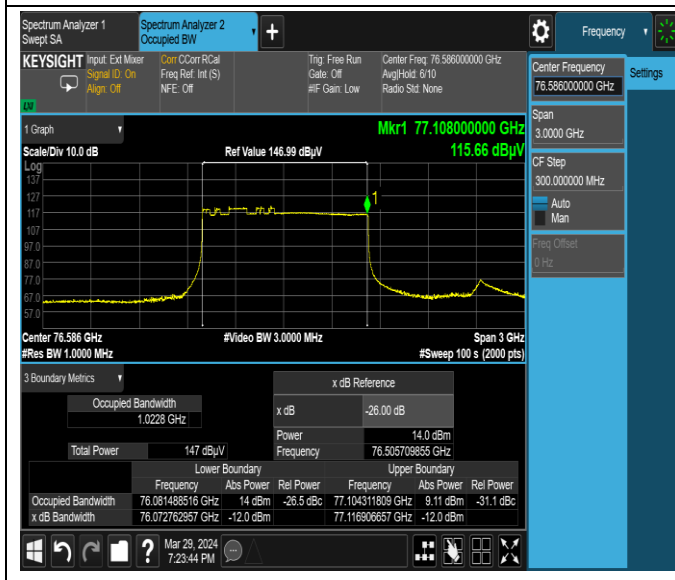 Spectrum Analyzer 1
Swept SA
Spectrum Analyzer 2
Occupied BW
+
Frequency
KEYSIGHT
Input: Ext Mixer
Signal ID: On
Align: Off
Corr CCorr RCal
Freq Ref: Int (S)
NFE: Off
Trig: Free Run
Gate: Off
#IF Gain: Low
Center Freq: 76.586000000 GHz
Avg|Hold: 6/10
Radio Std: None
LXI
Center Frequency
76.586000000 GHz
Settings
Span
3.0000 GHz
CF Step
300.000000 MHz
Auto
Man
Freq Offset
0 Hz
1 Graph
Mkr1 77.108000000 GHz
Scale/Div 10.0 dB
Ref Value 146.99 dBµV
115.66 dBµV
Log
137
127
117
107
97.0
87.0
77.0
67.0
57.0
1
Center 76.586 GHz
#Video BW 3.0000 MHz
Span 3 GHz
#Res BW 1.0000 MHz
#Sweep 100 s (2000 pts)
3 Boundary Metrics
x dB Reference
Occupied Bandwidth
1.0228 GHz
x dB -26.00 dB
Power 14.0 dBm
Total Power 147 dBµV
Frequency 76.505709855 GHz
Lower Boundary Upper Boundary
Frequency Abs Power Rel Power Frequency Abs Power Rel Power
Occupied Bandwidth 76.081488516 GHz 14 dBm -26.5 dBc 77.104311809 GHz 9.11 dBm -31.1 dBc
x dB Bandwidth 76.072762957 GHz -12.0 dBm 77.116906657 GHz -12.0 dBm
?
Mar 29, 2024
7:23:44 PM